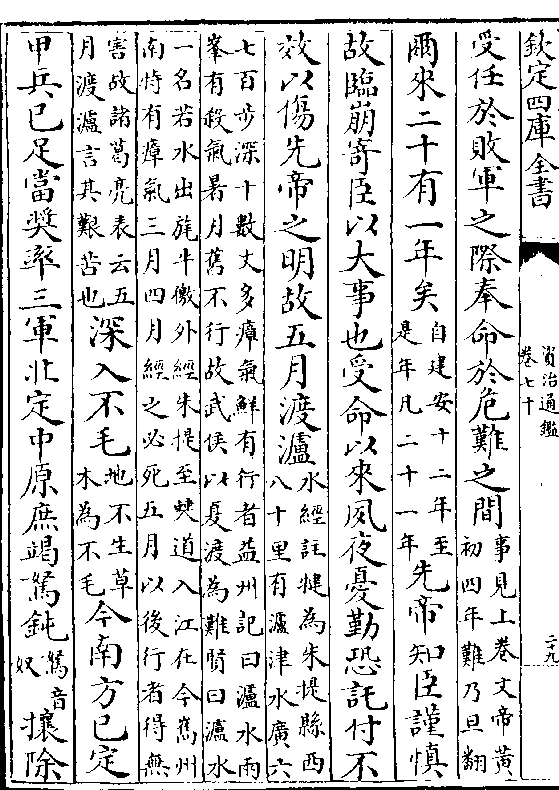 欽定四庫全書
資治通鑑
卷七十
二十九
受任於敗軍之際奉命於危難之間
事見上卷文帝黄
初四年難乃旦翻
爾來二十有一年矣
自建安十二年至
是年凡二十一年
先帝知臣謹慎
故臨崩寄臣以大事也受命以來夙夜憂勤恐託付不
效以傷先帝之明故五月渡瀘
水經註犍為朱提縣西
八十里有瀘津水廣六
七百步深十數丈多瘴氣鮮有行者益州記曰瀘水兩
峯有殺氣暑月舊不行故武侯以夏渡為難賢曰瀘水
一名若水出旄牛徼外經朱提至僰道入江在今巂州
南特有瘴氣三月四月經之必死五月以後行者得無
害故諸葛亮表云五
月渡瀘言其艱苦也
深入不毛
地不生草
木為不毛
今南方已定
甲兵已足當奬率三軍北定中原庶竭駑鈍
駑音
奴
攘除